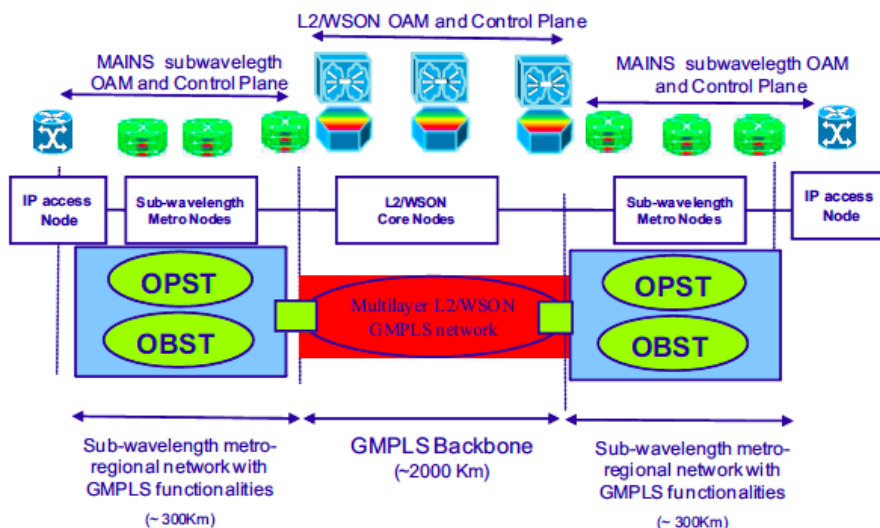 L2/WSON OAM and Control Plane
MAINS subwavelegth
OAM and Control Plane
MAINS subwavelegth OAM
and Control Plane
IP access
Node
Sub-wavelength
Metro Nodes
L2/WSON
Core Nodes
Sub-wavelength
Metro Nodes
IP access
Node
OPST
OBST
Multilayer L2/WSON
GMPLS network
OPST
OBST
Sub-wavelength metro-
regional network with
GMPLS functionalities
(~ 300Km)
GMPLS Backbone
(~2000 Km)
Sub-wavelength metro-
regional network with
GMPLS functionalities
(~ 300Km)